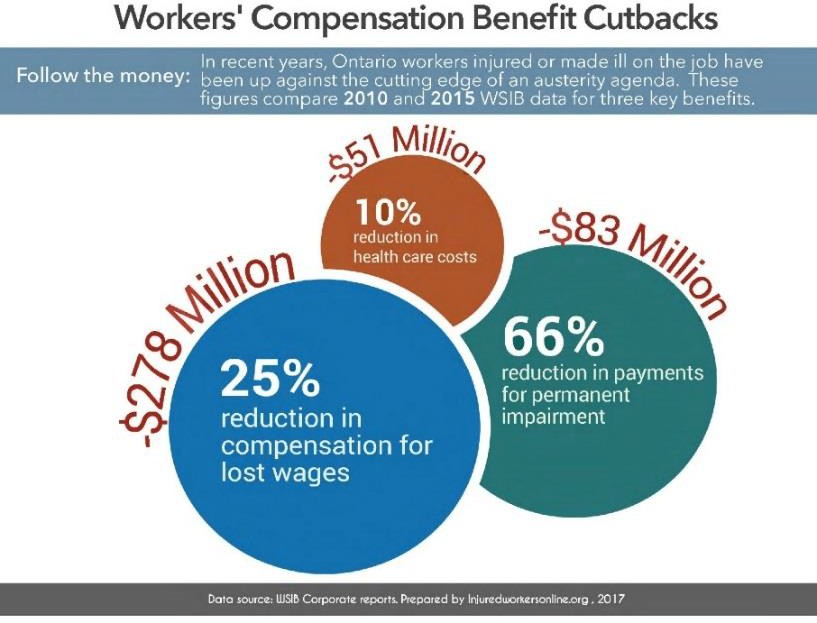 Workers' Compensation Benefit Cutbacks
Follow the money:
In recent years, Ontario workers injured or made ill on the job have
been up against the cutting edge of an austerity agenda. These
figures compare 2010 and 2015 WSIB data for three key benefits.
-$51 Million
10%
reduction in
health care costs
-$83 Million
66%
reduction in payments
for permanent
impairment
-$278 Million
25%
reduction in
compensation for
lost wages
Data source: WSIB Corporate reports. Prepared by Injuredworkersonline.org , 2017